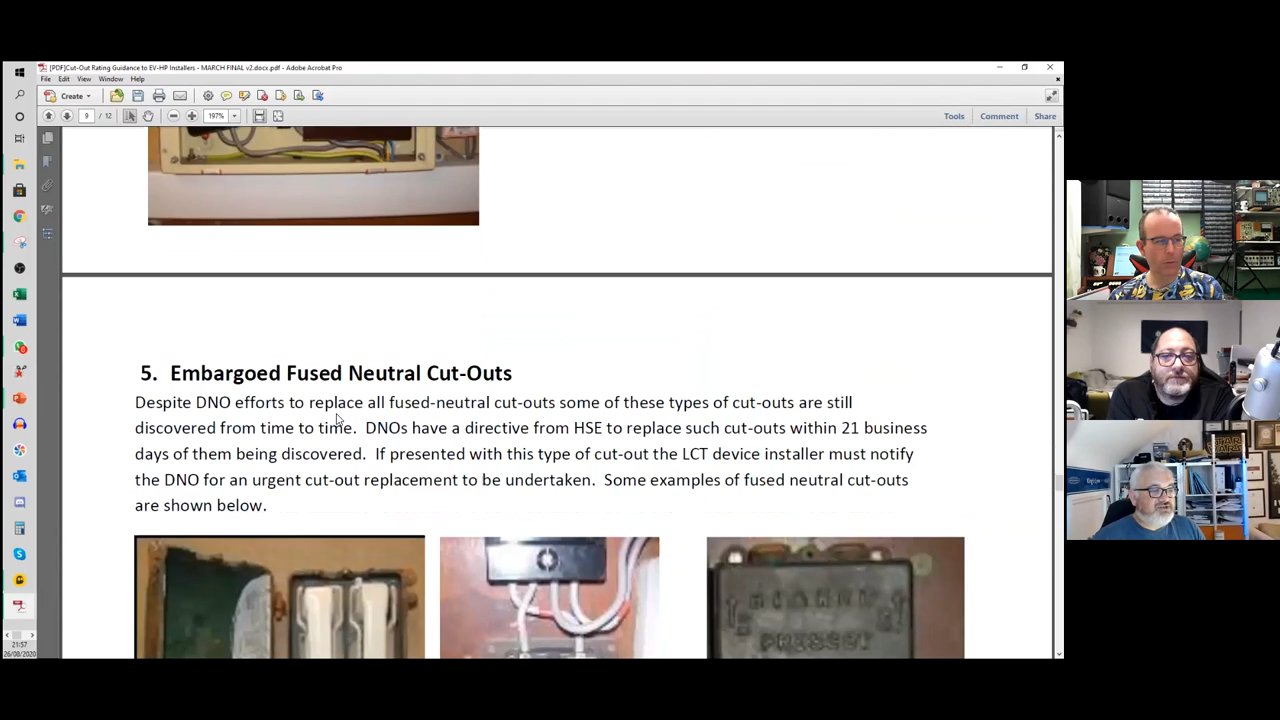 [PDF]Cut-Out Rating Guidance to EV-HP Installers - MARCH FINAL v2.docx.pdf - Adobe Acrobat Pro
File Edit View Window Help
Create
9 / 12 197% Tools Comment Share
5. Embargoed Fused Neutral Cut-Outs
Despite DNO efforts to replace all fused-neutral cut-outs some of these types of cut-outs are still
discovered from time to time. DNOs have a directive from HSE to replace such cut-outs within 21 business
days of them being discovered. If presented with this type of cut-out the LCT device installer must notify
the DNO for an urgent cut-out replacement to be undertaken. Some examples of fused neutral cut-outs
are shown below.
STAR
WARS
21:57
26/08/2020